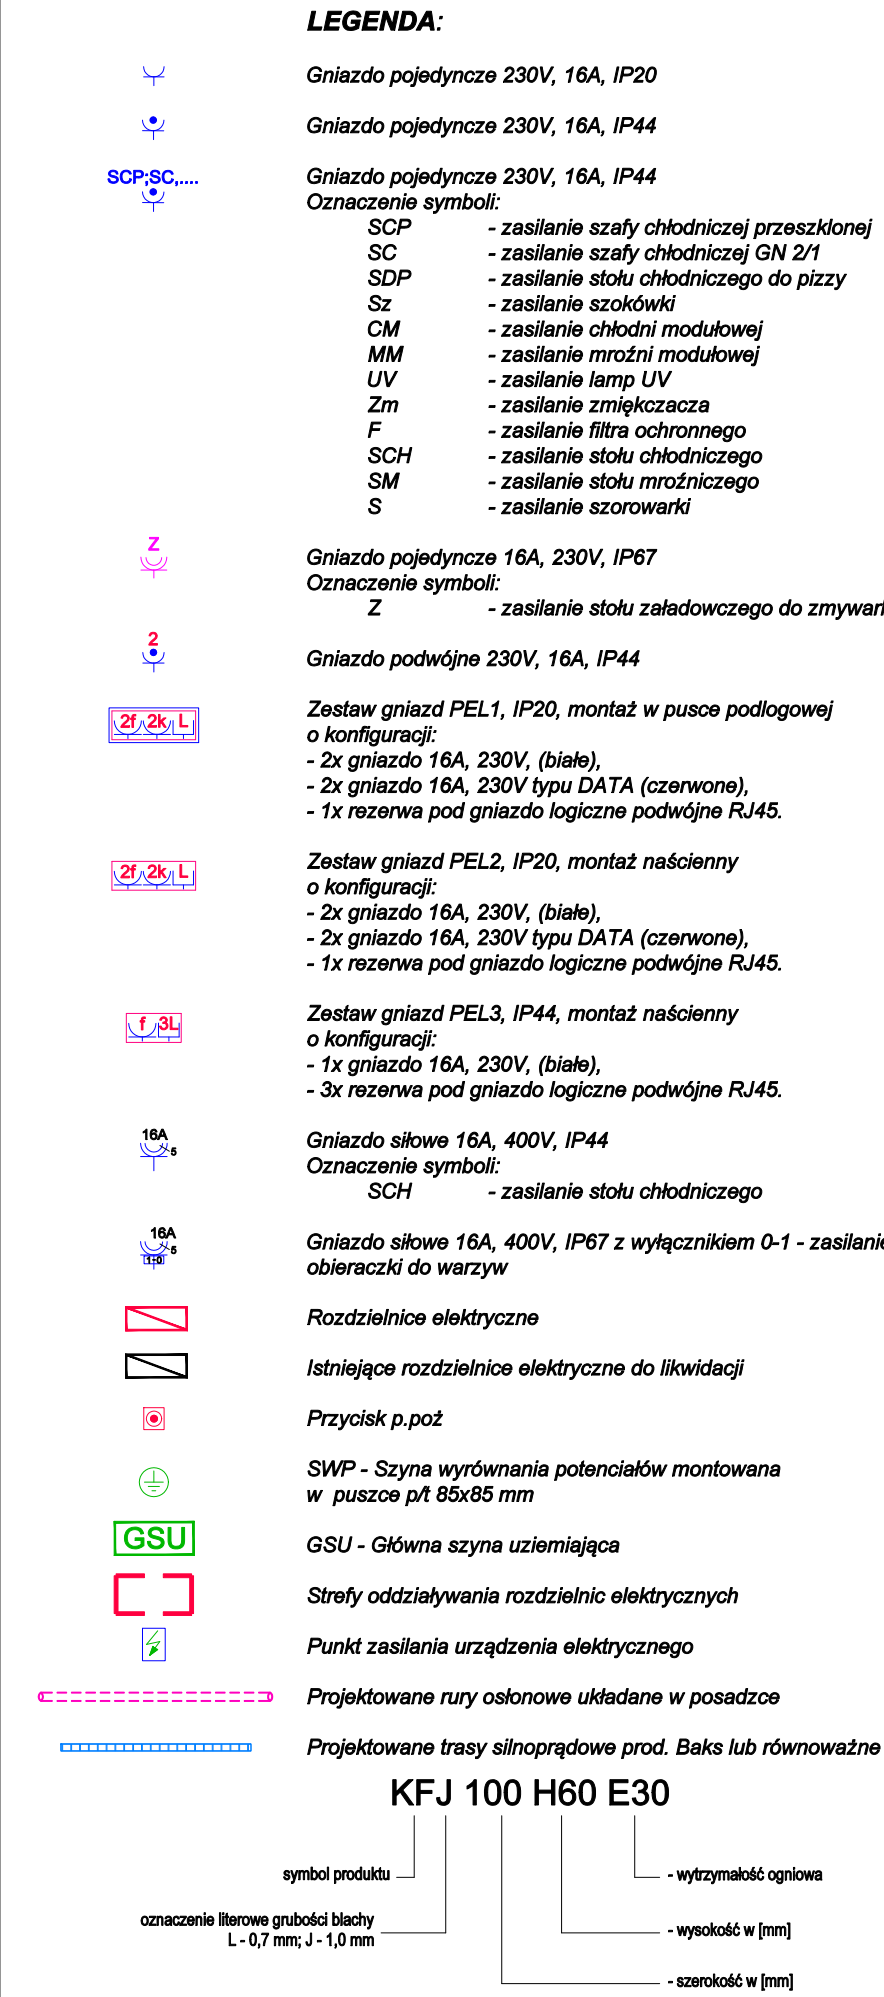 LEGENDA:
Gniazdo pojedyncze 230V, 16A, IP20
Gniazdo pojedyncze 230V, 16A, IP44
SCP;SC,.... Gniazdo pojedyncze 230V, 16A, IP44
Oznaczenie symboli:
SCP - zasilanie szafy chłodniczej przeszklonej
SC - zasilanie szafy chłodniczej GN 2/1
SDP - zasilanie stołu chłodniczego do pizzy
Sz - zasilanie szokówki
CM - zasilanie chłodni modułowej
MM - zasilanie mroźni modułowej
UV - zasilanie lamp UV
Zm - zasilanie zmiękczacza
F - zasilanie filtra ochronnego
SCH - zasilanie stołu chłodniczego
SM - zasilanie stołu mroźniczego
S - zasilanie szorowarki
Z
Gniazdo pojedyncze 16A, 230V, IP67
Oznaczenie symboli:
Z - zasilanie stołu załadowczego do
2
Gniazdo podwójne 230V, 16A, IP44
2f 2k L
Zestaw gniazd PEL1, IP20, montaż w pusce podlogowej
o konfiguracji:
- 2x gniazdo 16A, 230V, (białe),
- 2x gniazdo 16A, 230V typu DATA (czerwone),
- 1x rezerwa pod gniazdo logiczne podwójne RJ45.
2f 2k L
Zestaw gniazd PEL2, IP20, montaż naścienny
o konfiguracji:
- 2x gniazdo 16A, 230V, (białe),
- 2x gniazdo 16A, 230V typu DATA (czerwone),
- 1x rezerwa pod gniazdo logiczne podwójne RJ45.
f 3L
Zestaw gniazd PEL3, IP44, montaż naścienny
o konfiguracji:
- 1x gniazdo 16A, 230V, (białe),
- 3x rezerwa pod gniazdo logiczne podwójne RJ45.
16A
5
Gniazdo siłowe 16A, 400V, IP44
Oznaczenie symboli:
SCH - zasilanie stołu chłodniczego
16A
5
1-0
Gniazdo siłowe 16A, 400V, IP67 z wyłącznikiem 0-1 - zasilanie
obieraczki do warzyw
Rozdzielnice elektryczne
Istniejące rozdzielnice elektryczne do likwidacji
Przycisk p.poż
SWP - Szyna wyrównania potenciałów montowana
w puszce p/t 85x85 mm
GSU
GSU - Główna szyna uziemiająca
Strefy oddziaływania rozdzielnic elektrycznych
Punkt zasilania urządzenia elektrycznego
Projektowane rury osłonowe układane w posadzce
Projektowane trasy silnoprądowe prod. Baks lub równoważne
KFJ 100 H60 E30
symbol produktu
- wytrzymałość ogniowa
oznaczenie literowe grubości blachy
L - 0,7 mm; J - 1,0 mm
- wysokość w [mm]
- szerokość w [mm]